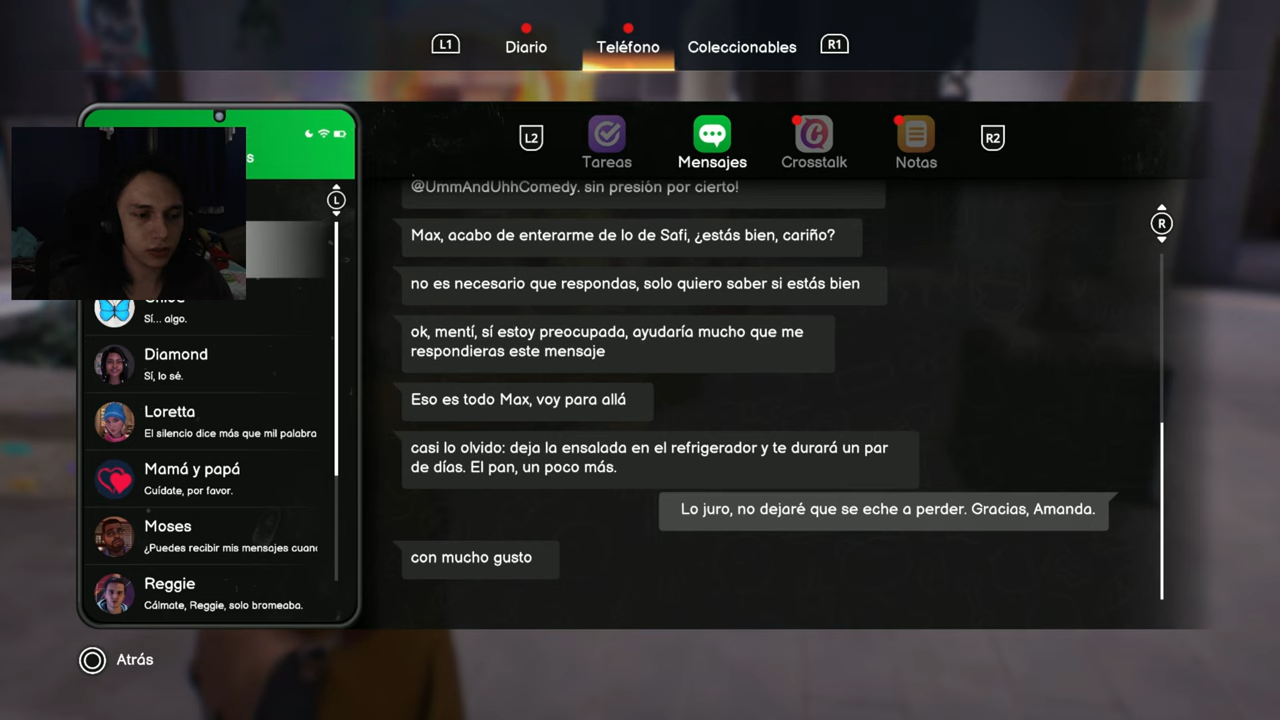 L1
Diario
Teléfono
Coleccionables
R1
L2
Tareas
Mensajes
Crosstalk
Notas
R2
s
L
R
@UmmAndUhhComedy. sin presión por cierto!
Max, acabo de enterarme de lo de Safi, ¿estás bien, cariño?
no es necesario que respondas, solo quiero saber si estás bien
ok, mentí, sí estoy preocupada, ayudaría mucho que me
respondieras este mensaje
Eso es todo Max, voy para allá
casi lo olvido: deja la ensalada en el refrigerador y te durará un par
de días. El pan, un poco más.
Lo juro, no dejaré que se eche a perder. Gracias, Amanda.
con mucho gusto
Chloe
Sí... algo.
Diamond
Sí, lo sé.
Loretta
El silencio dice más que mil palabra
Mamá y papá
Cuídate, por favor.
Moses
¿Puedes recibir mis mensajes cuan
Reggie
Cálmate, Reggie, solo bromeaba.
Atrás